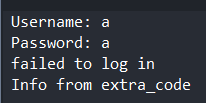 Username: a
Password: a
failed to log in
Info from extra_code